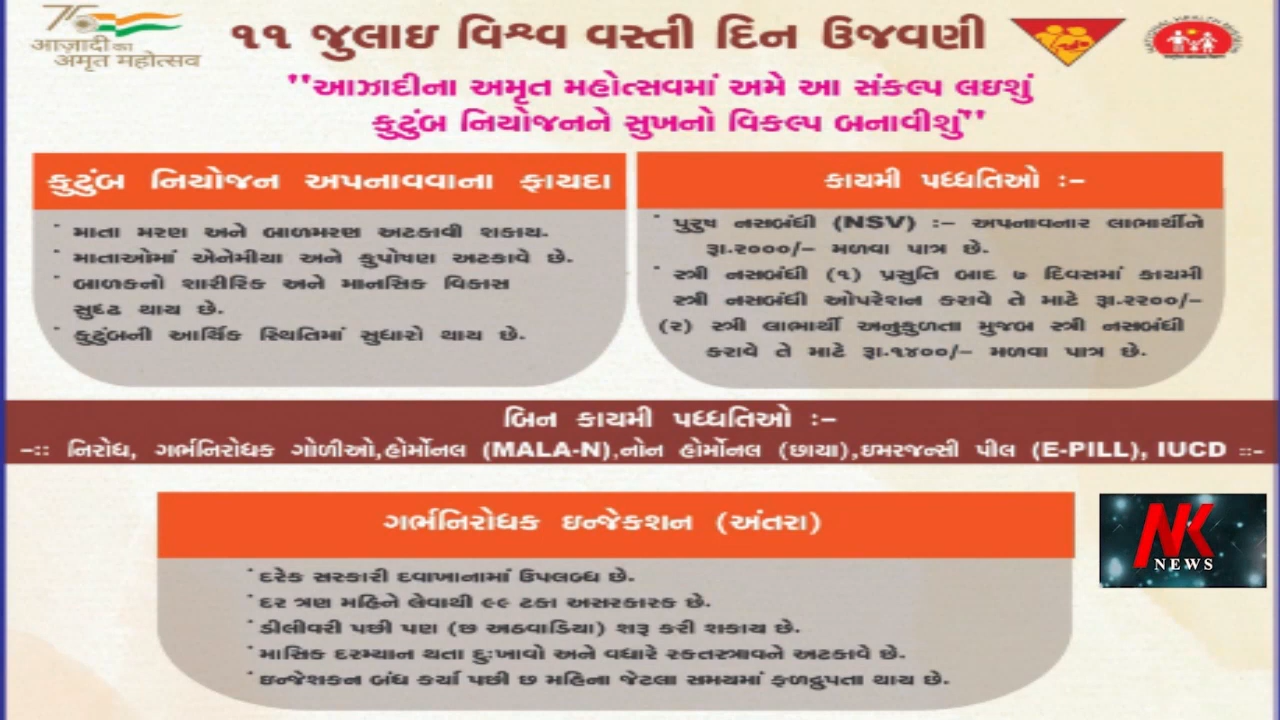 75
आज़ादी का
अमृत महोत्सव
૧૧ જુલાઇ વિશ્વ વસ્તી દિન ઉજવણી
''આઝાદીના અમૃત મહોત્સવમાં અમે આ સંકલ્પ લઇશું
કુટુંબ નિયોજનને સુખનો વિકલ્પ બનાવીશું''
કુટુંબ નિયોજન અપનાવવાના ફાયદા
માતા મરણ અને બાળમરણ અટકાવી શકાય.
માતાઓમાં એનેમીયા અને કુપોષણ અટકાવે છે.
બાળકનો શારીરિક અને માનસિક વિકાસ
સુદઢ થાય છે.
કુટુંબની આર્થિક સ્થિતિમાં સુધારો થાય છે.
કાયમી પધ્ધતિઓ :-
પુરુષ નસબંધી (NSV) :- અપનાવનાર લાભાર્થીને
રૂા.૨૦૦૦/- મળવા પાત્ર છે.
સ્ત્રી નસબંધી (૧) પ્રસુતિ બાદ ૭ દિવસમાં કાયમી
સ્ત્રી નસબંધી ઓપરેશન કરાવે તે માટે રૂા.૨૨૦૦/-
(૨) સ્ત્રી લાભાર્થી અનુકુળતા મુજબ સ્ત્રી નસબંધી
કરાવે તે માટે રૂા.૧૪૦૦/- મળવા પાત્ર છે.
બિન કાયમી પધ્ધતિઓ :-
-:: નિરોધ, ગર્ભનિરોધક ગોળીઓ,હોર્મોનલ (MALA-N),નોન હોર્મોનલ (છાયા),ઇમરજન્સી પીલ (E-PILL), IUCD ::-
ગર્ભનિરોધક ઇન્જેકશન (અંતરા)
દરેક સરકારી દવાખાનામાં ઉપલબ્ધ છે.
દર ત્રણ મહિને લેવાથી ૯૯ ટકા અસરકારક છે.
ડીલીવરી પછી પણ (છ અઠવાડિયા) શરૂ કરી શકાય છે.
માસિક દરમ્યાન થતા દુઃખાવો અને વધારે રક્તસ્ત્રાવને અટકાવે છે.
ઇન્જેશકન બંધ કર્યા પછી છ મહિના જેટલા સમયમાં ફળદ્રુપતા થાય છે.
NK
NEWS